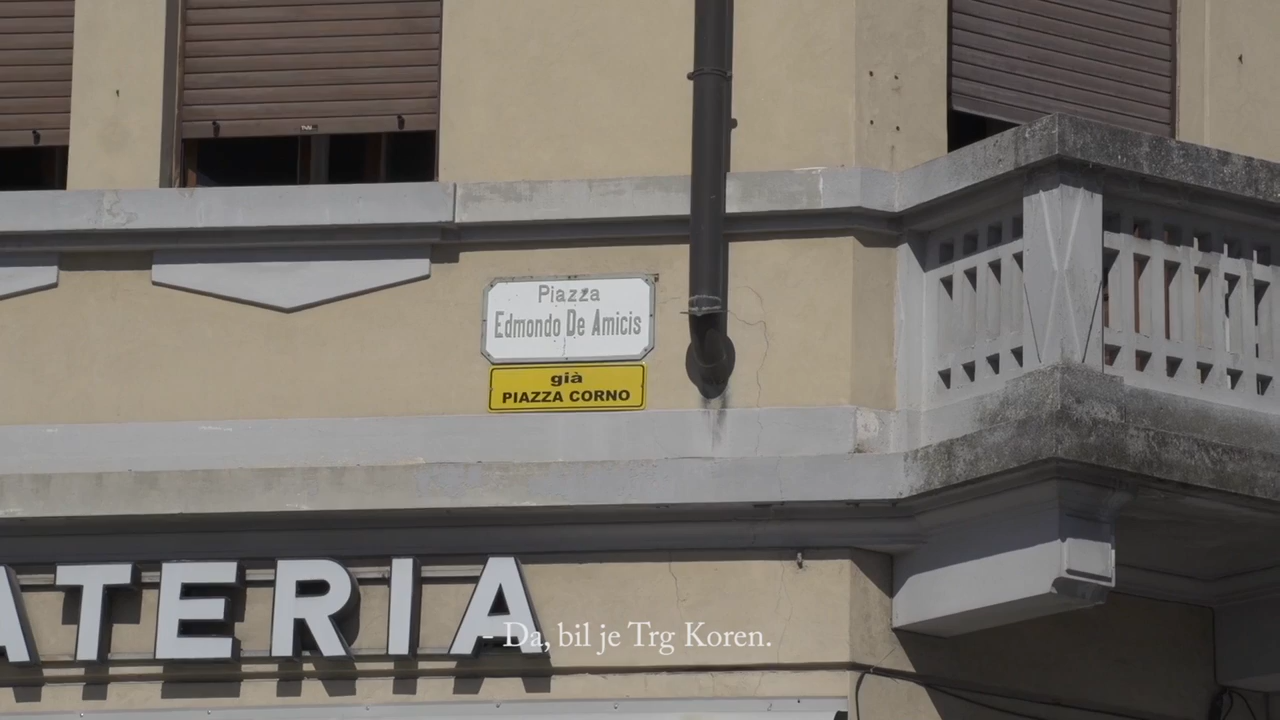 Piazza
Edmondo De Amicis
già
PIAZZA CORNO
ATERIA
- Da, bil je Trg Koren.